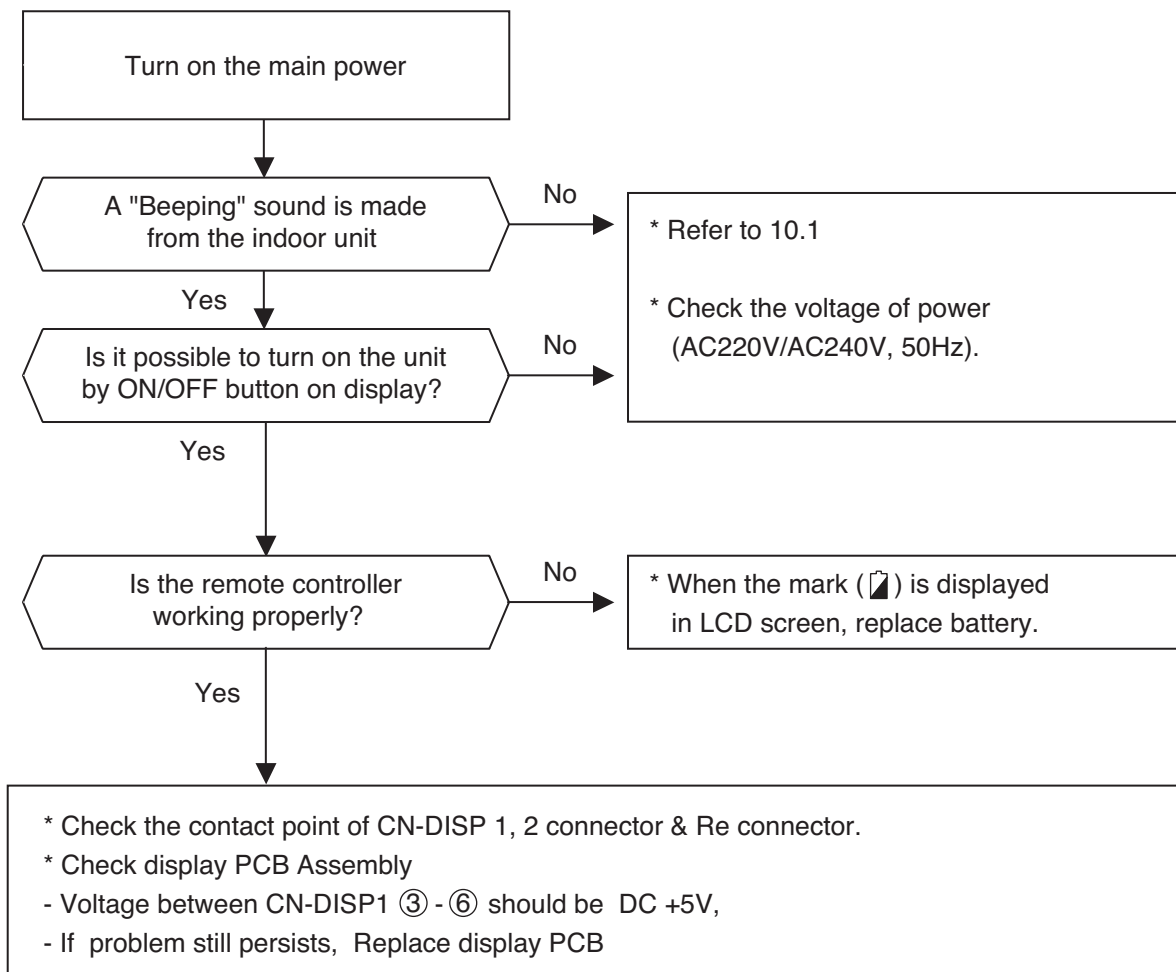 Turn on the main power
A "Beeping" sound is made
from the indoor unit
No
* Refer to 10.1
* Check the voltage of power
(AC220V/AC240V, 50Hz).
Yes
Is it possible to turn on the unit
by ON/OFF button on display?
No
Yes
Is the remote controller
working properly?
No
* When the mark ( ) is displayed
in LCD screen, replace battery.
Yes
* Check the contact point of CN-DISP 1, 2 connector & Re connector.
* Check display PCB Assembly
- Voltage between CN-DISP1 ③ - ⑥ should be DC +5V,
- If problem still persists, Replace display PCB